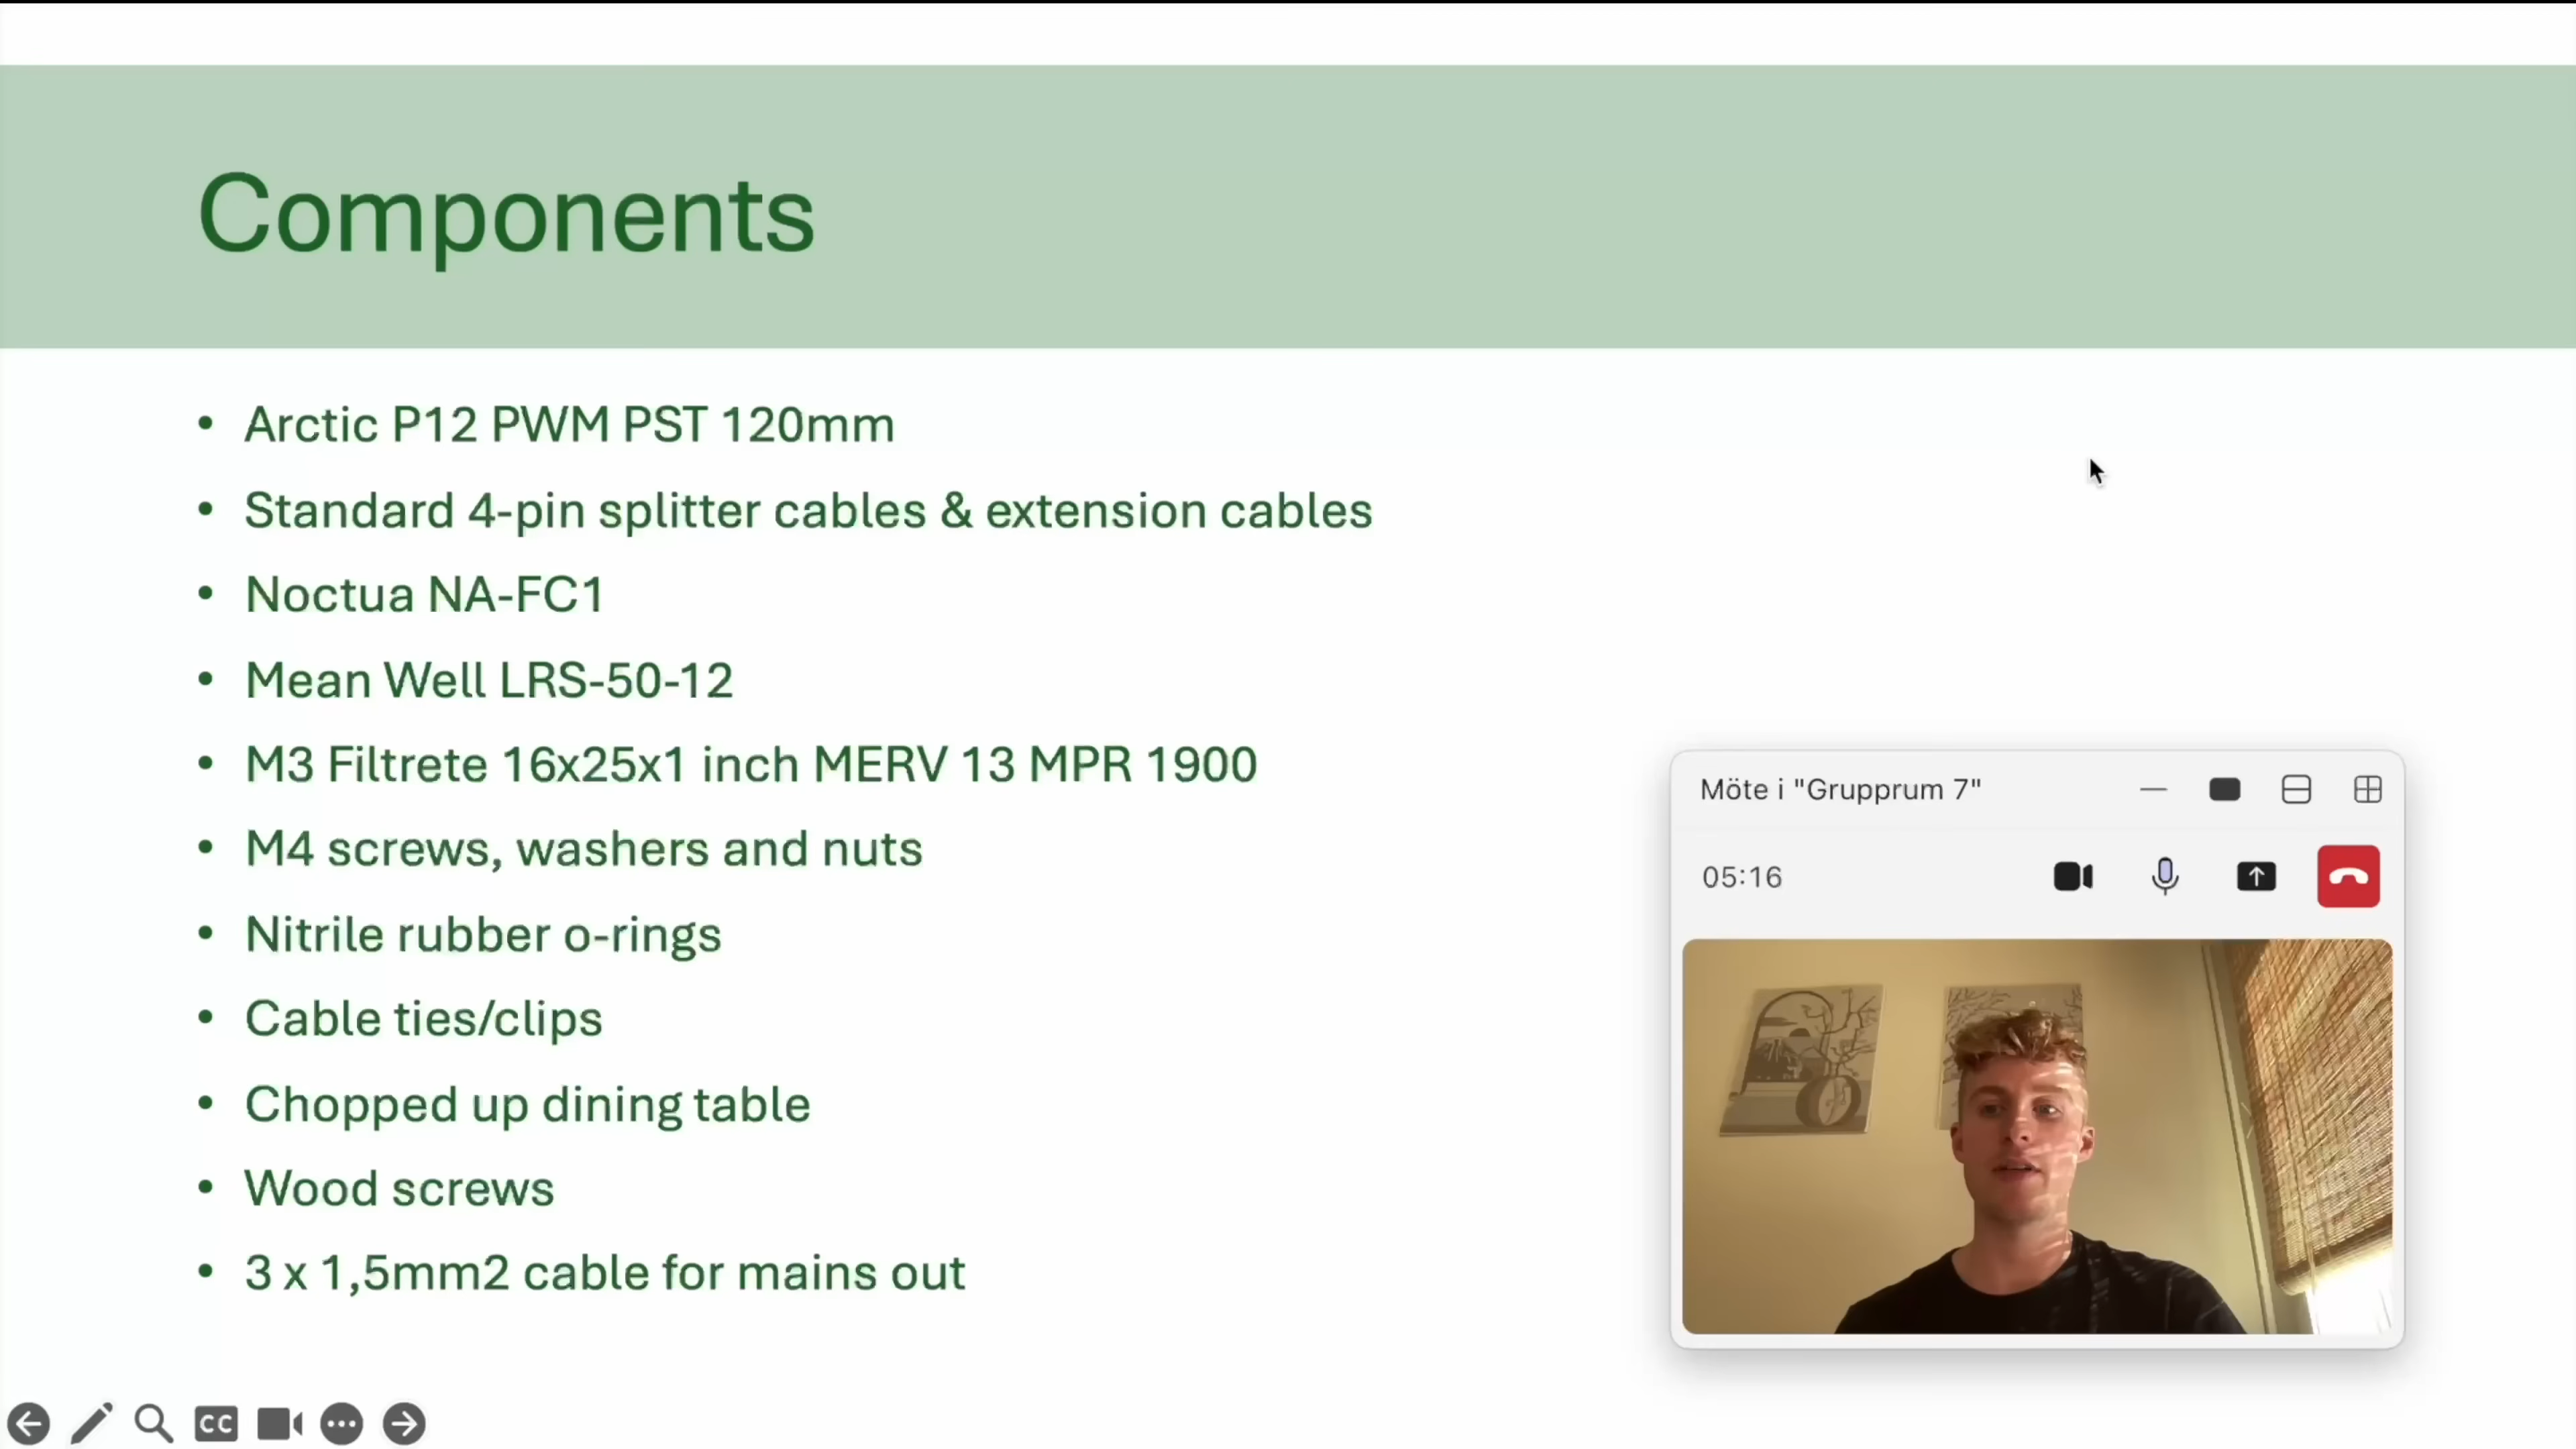 Components
• Arctic P12 PWM PST 120mm
• Standard 4-pin splitter cables & extension cables
• Noctua NA-FC1
• Mean Well LRS-50-12
• M3 Filtrete 16x25x1 inch MERV 13 MPR 1900
• M4 screws, washers and nuts
• Nitrile rubber o-rings
• Cable ties/clips
• Chopped up dining table
• Wood screws
• 3 x 1,5mm2 cable for mains out
Möte i "Grupprum 7"
05:16
CC